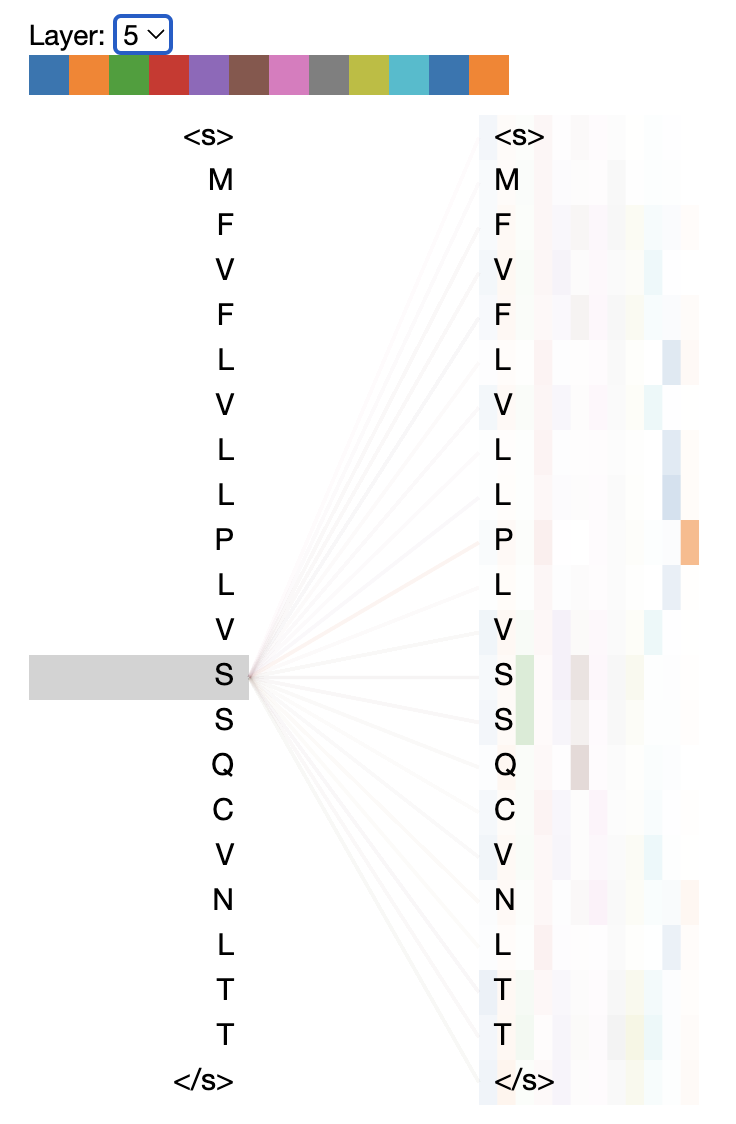 Layer: 5
<s> <s>
M M
F F
V V
F F
L L
V V
L L
L L
P P
L L
V V
S S
S S
Q Q
C C
V V
N N
L L
T T
T T
</s> </s>